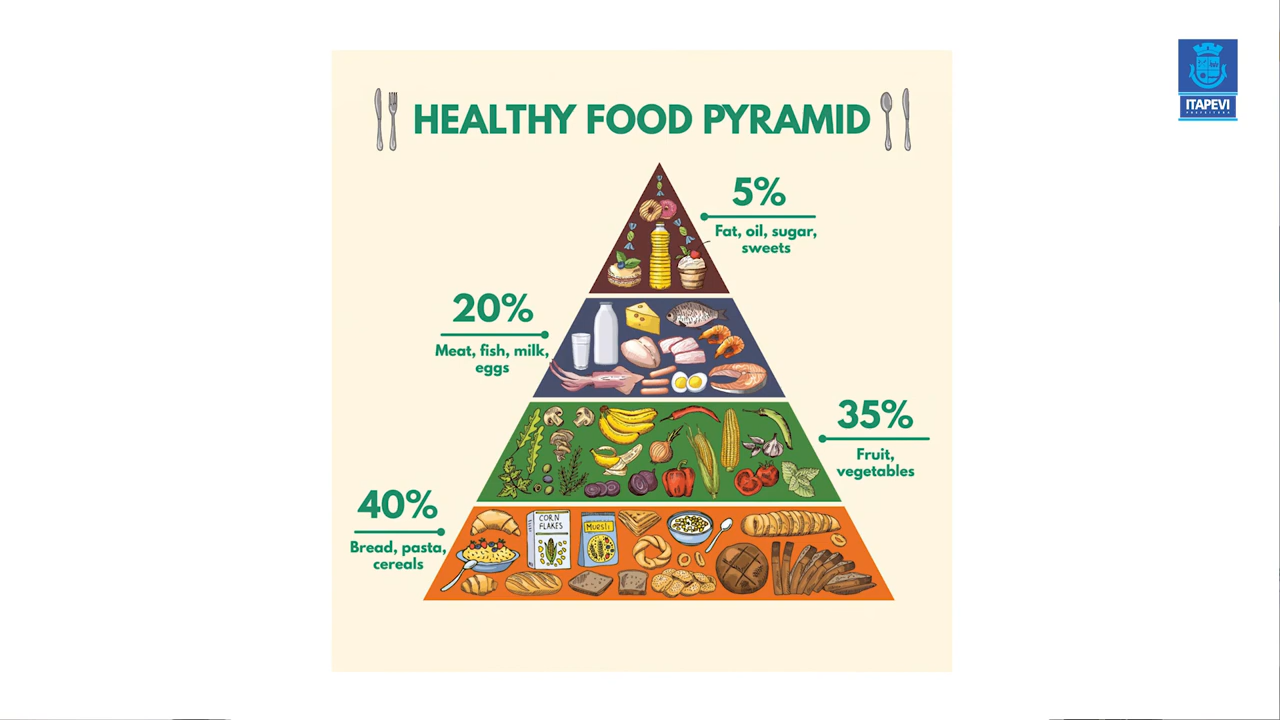 HEALTHY FOOD PYRAMID
5%
Fat, oil, sugar,
sweets
20%
Meat, fish, milk,
eggs
35%
Fruit,
vegetables
40%
Bread, pasta,
cereals
CORN
FLAKES
MUESLI
ITAPEVI
PREFEITURA